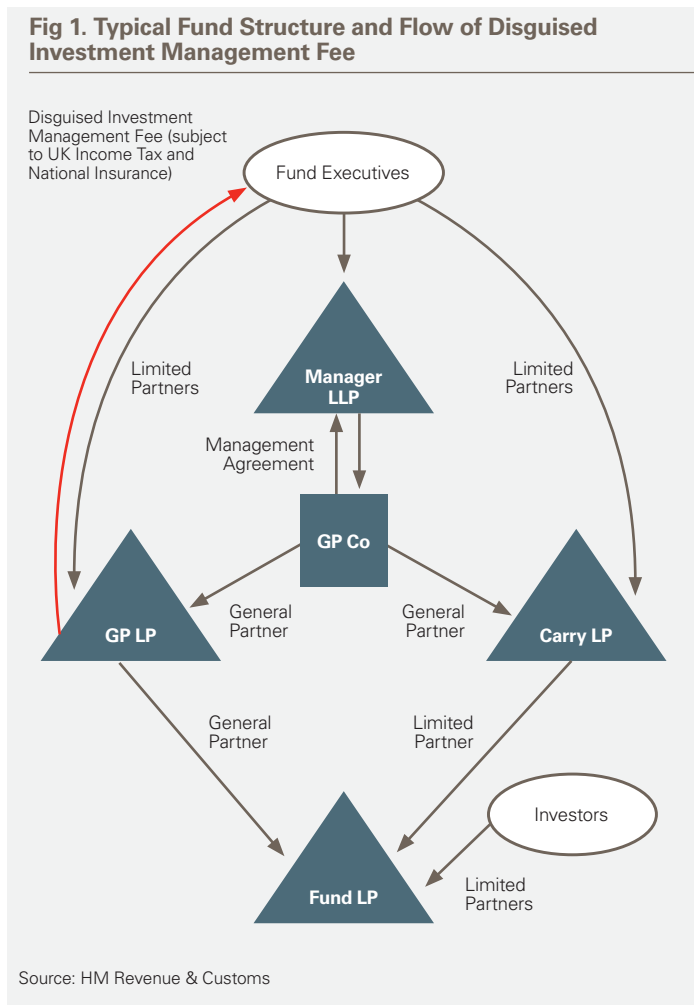 Fig 1. Typical Fund Structure and Flow of Disguised
Investment Management Fee
Disguised Investment
Management Fee (subject
to UK Income Tax and
National Insurance)
Fund Executives
Limited
Partners
Limited
Partners
Manager
LLP
Management
Agreement
GP Co
General
Partner
General
Partner
GP LP
Carry LP
General
Partner
Limited
Partner
Investors
Limited
Partners
Fund LP
Source: HM Revenue & Customs